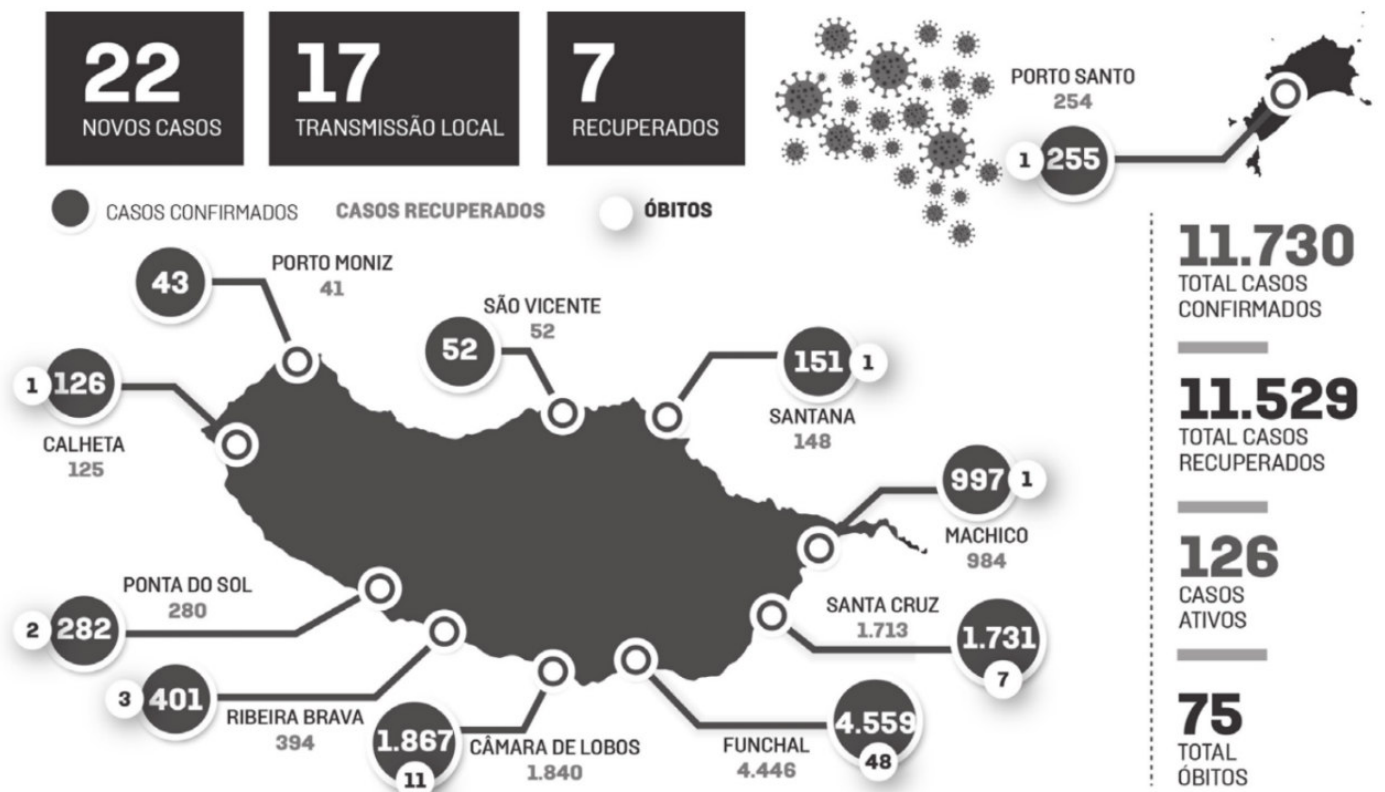 22
NOVOS CASOS
17
TRANSMISSÃO LOCAL
7
RECUPERADOS
PORTO SANTO
254
1 255
CASOS CONFIRMADOS CASOS RECUPERADOS ÓBITOS
43
PORTO MONIZ
41
SÃO VICENTE
52
52
151 1
SANTANA
148
1 126
CALHETA
125
997 1
MACHICO
984
PONTA DO SOL
280
2 282
SANTA CRUZ
1.713
1.731
7
3 401
RIBEIRA BRAVA
394
1.867
11
CÂMARA DE LOBOS
1.840
FUNCHAL
4.446
4.559
48
11.730
TOTAL CASOS
CONFIRMADOS
11.529
TOTAL CASOS
RECUPERADOS
126
CASOS
ATIVOS
75
TOTAL
ÓBITOS